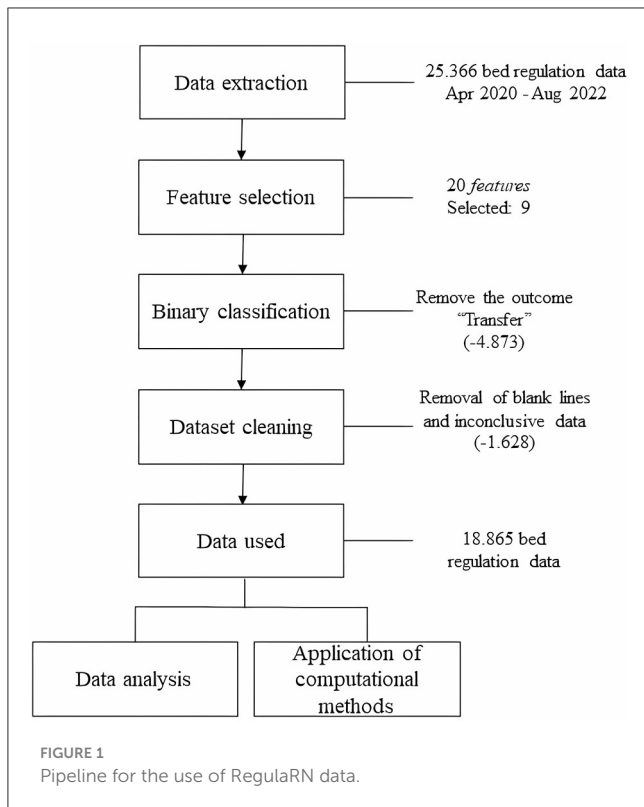 Data extraction
25.366 bed regulation data
Apr 2020 - Aug 2022
Feature selection
20 features
Selected: 9
Binary classification
Remove the outcome
“Transfer”
(-4.873)
Dataset cleaning
Removal of blank lines
and inconclusive data
(-1.628)
Data used
18.865 bed
regulation data
Data analysis
Application of
computational
methods
FIGURE 1
Pipeline for the use of RegulaRN data.